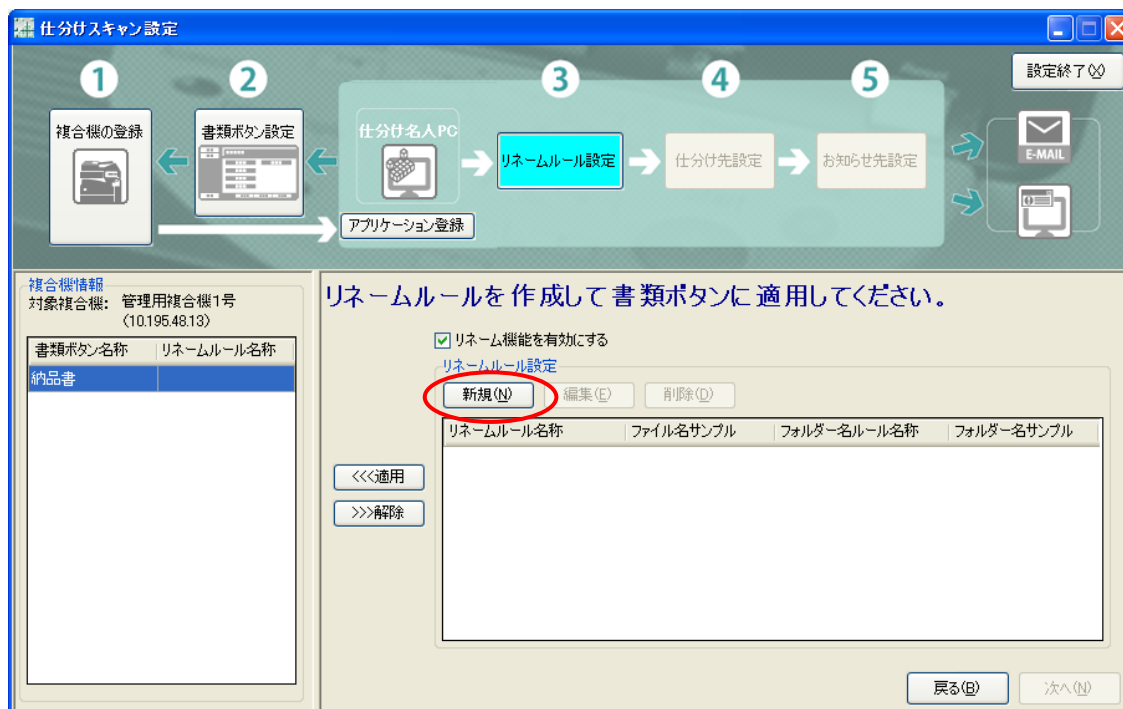 仕分けスキャン設定
1 2 3 4 5
設定終了(X)
複合機の登録
書類ボタン設定
仕分け名人PC
リネームルール設定
仕分け先設定
お知らせ先設定
E-MAIL
アプリケーション登録
複合機情報
対象複合機: 管理用複合機1号
(10.195.48.13)
書類ボタン名称 リネームルール名称
納品書
リネームルールを作成して書類ボタンに適用してください。
リネーム機能を有効にする
リネームルール設定
新規(N) 編集(E) 削除(D)
リネームルール名称 ファイル名サンプル フォルダー名ルール名称 フォルダー名サンプル
<<<適用
>>>解除
戻る(B) 次へ(N)